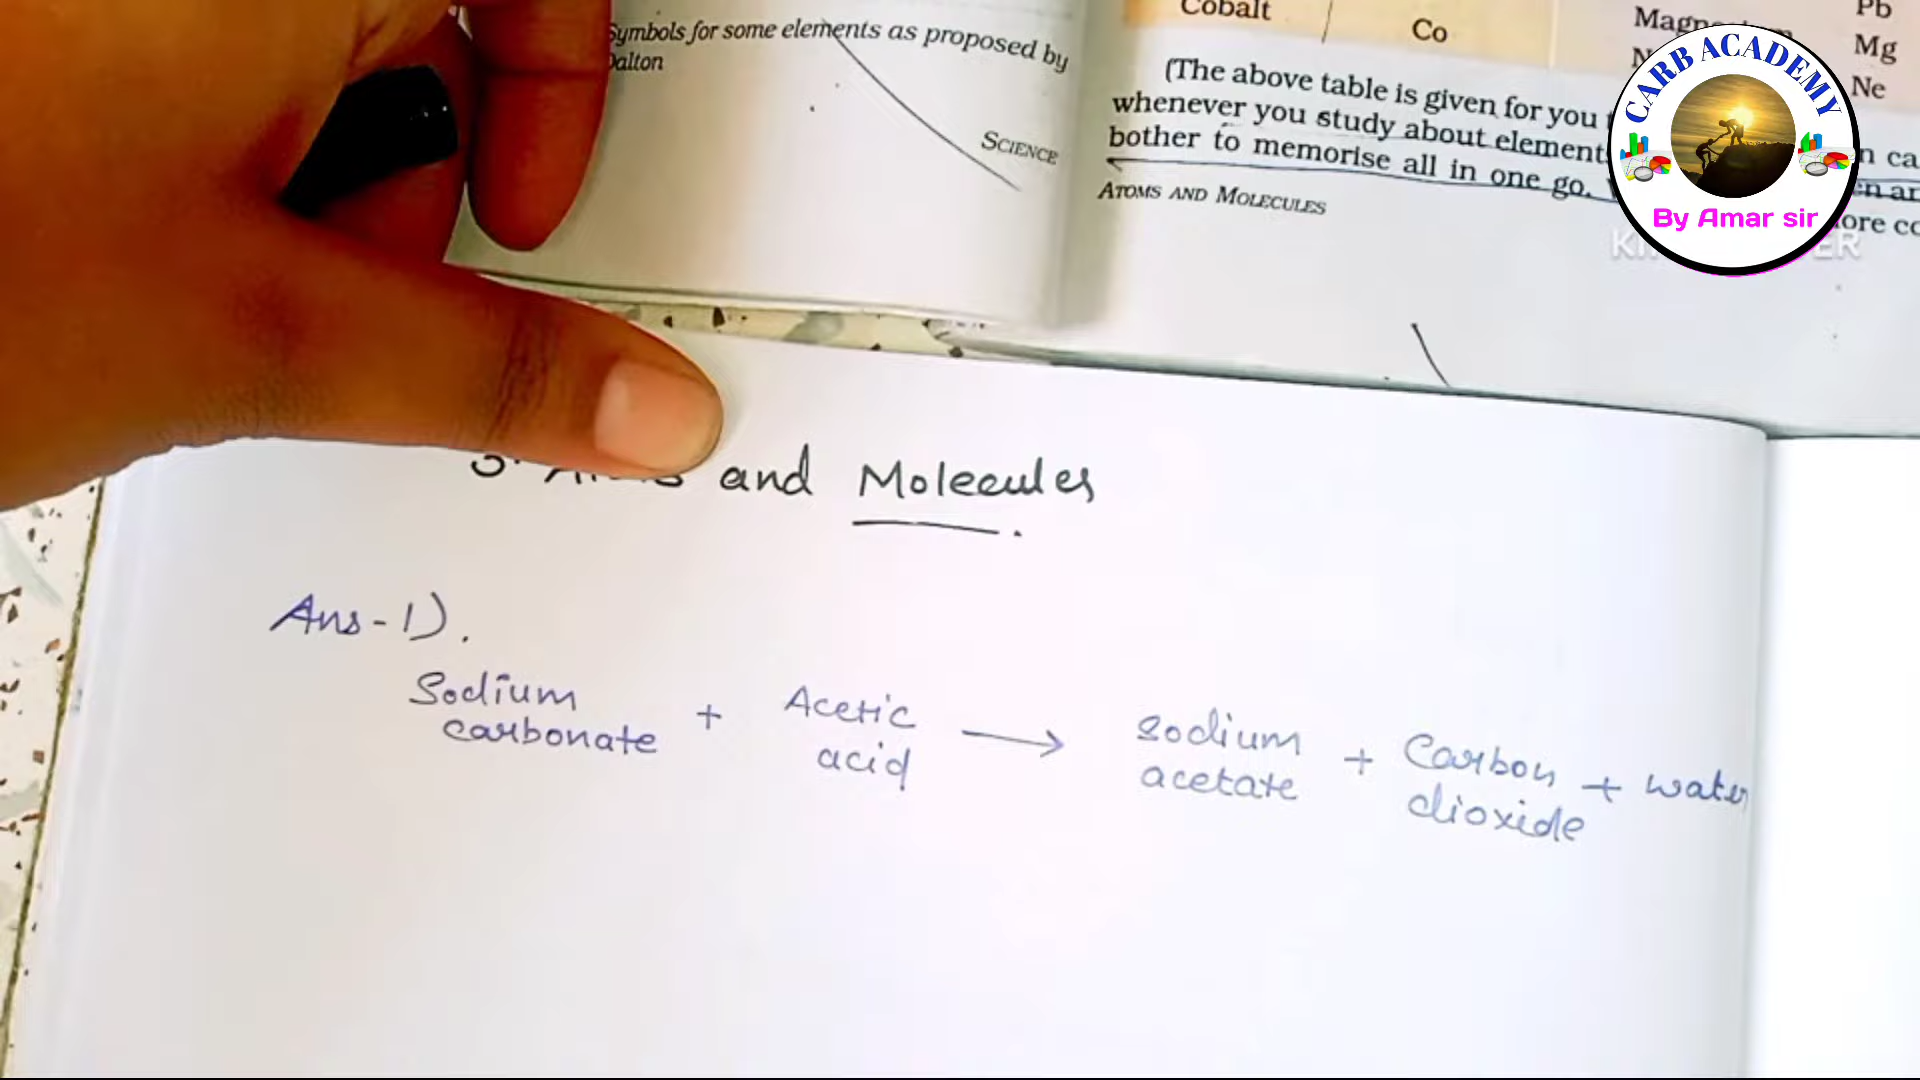 Symbols for some elements as proposed by
Dalton
SCIENCE
Cobalt Co
Pb
Mg
Ne
(The above table is given for you
whenever you study about elements
bother to memorise all in one go.
ATOMS AND MOLECULES
CARB ACADEMY
By Amar sir
and Molecules
Ans-1).
Sodium carbonate + Acetic acid → sodium acetate + Carbon dioxide + water